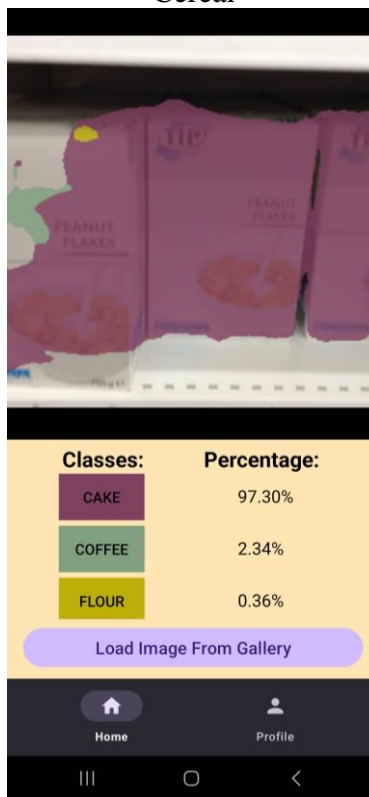 Cereal
TiP
PEANUT
FLAKES
PEANUT
FLAKES
750 g e
Classes: Percentage:
CAKE 97.30%
COFFEE 2.34%
FLOUR 0.36%
Load Image From Gallery
Home Profile